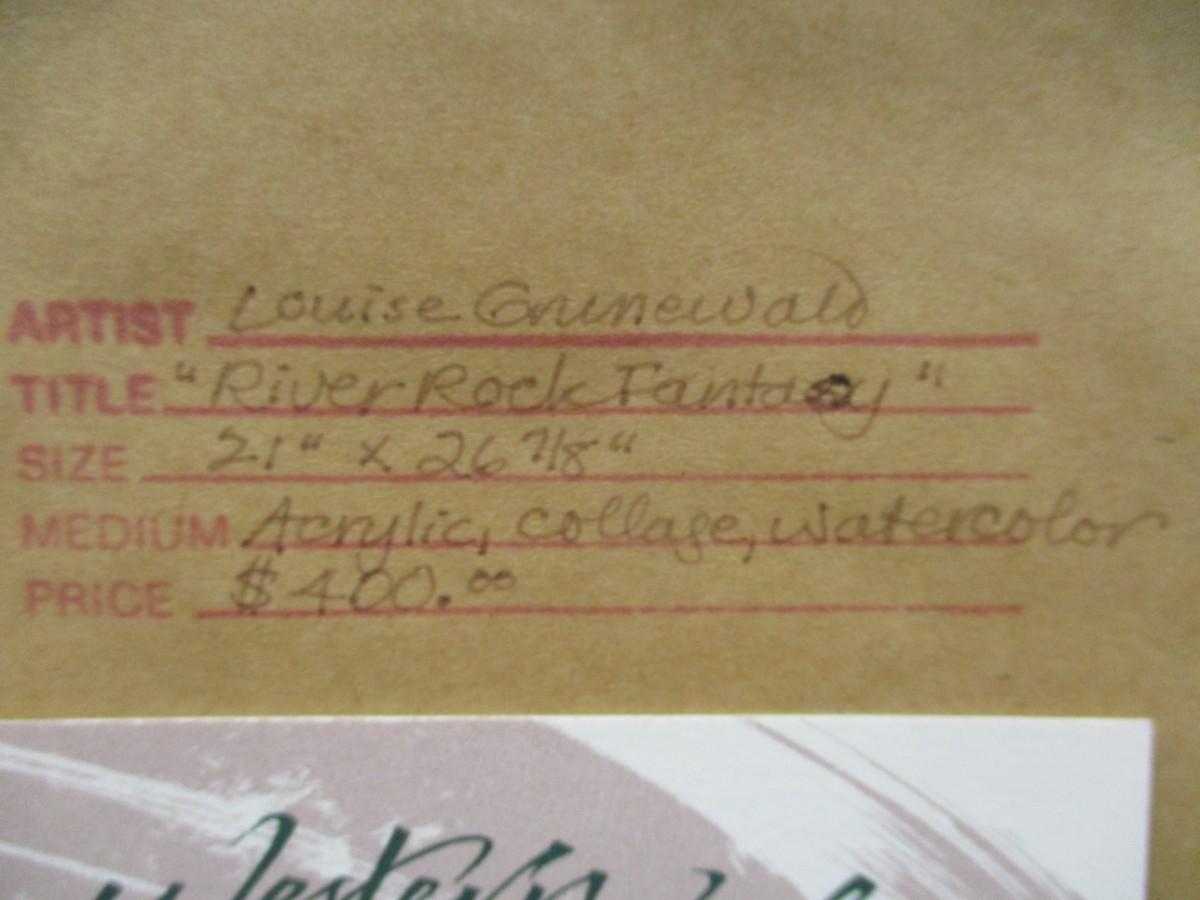 ARTIST Louise Grunewald
TITLE "River Rock Fantasy"
SIZE 21" x 26 7/8"
MEDIUM Acrylic, collage, watercolor
PRICE $400.00
Western